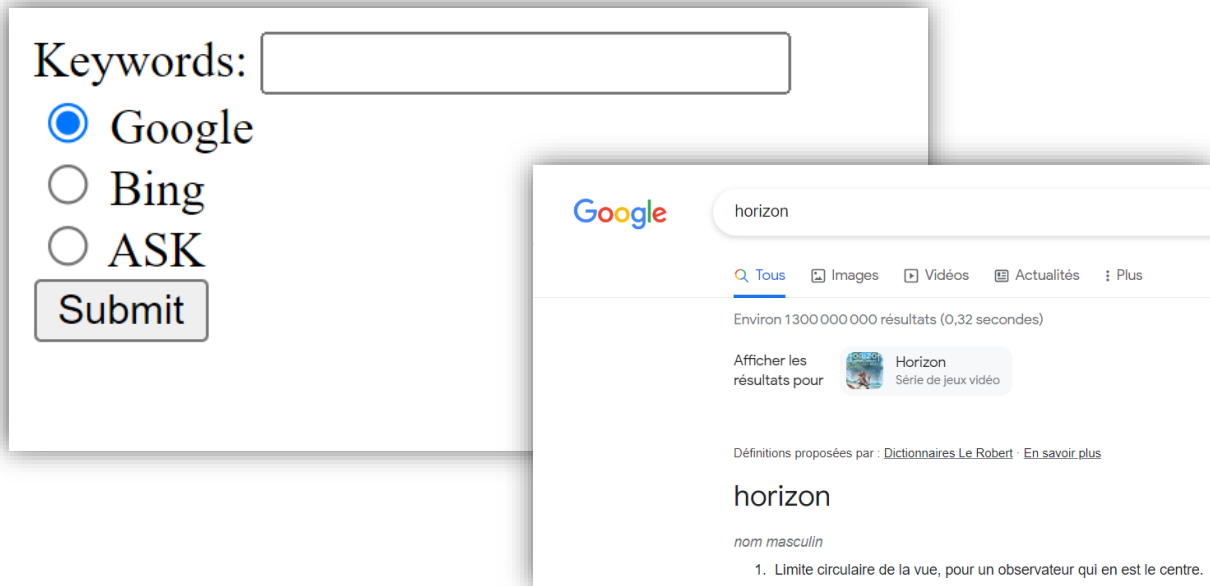 Keywords:
Google
Bing
ASK
Submit
Google
horizon
Tous Images Vidéos Actualités Plus
Environ 1 300 000 000 résultats (0,32 secondes)
Afficher les
résultats pour
Horizon
Série de jeux vidéo
Définitions proposées par : Dictionnaires Le Robert · En savoir plus
horizon
nom masculin
1. Limite circulaire de la vue, pour un observateur qui en est le centre.